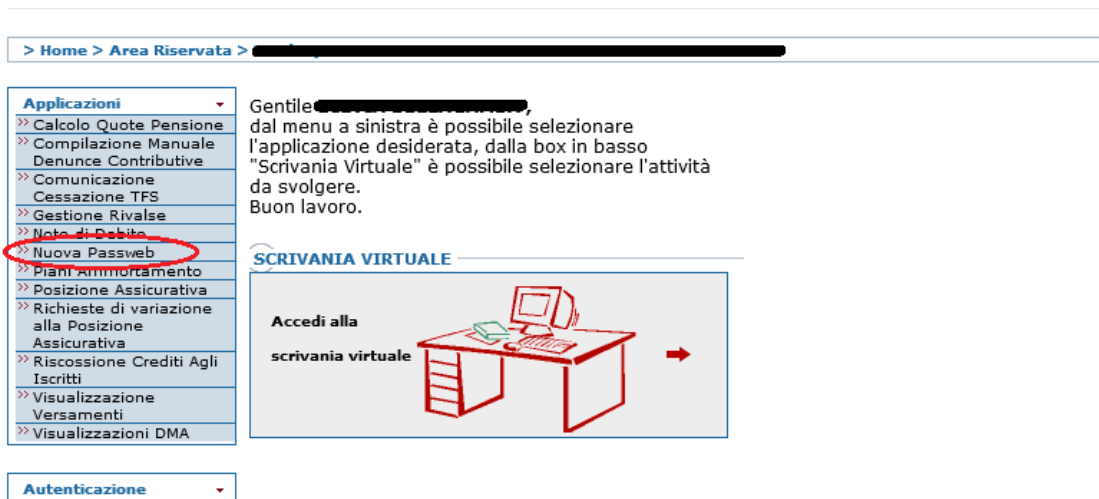 > Home > Area Riservata >
Applicazioni
» Calcolo Quote Pensione
» Compilazione Manuale
Denunce Contributive
» Comunicazione
Cessazione TFS
» Gestione Rivalse
» Note di Debito
» Nuova Passweb
» Piani Ammortamento
» Posizione Assicurativa
» Richieste di variazione
alla Posizione
Assicurativa
» Riscossione Crediti Agli
Iscritti
» Visualizzazione
Versamenti
» Visualizzazioni DMA
Autenticazione
Gentile ,
dal menu a sinistra è possibile selezionare
l'applicazione desiderata, dalla box in basso
"Scrivania Virtuale" è possibile selezionare l'attività
da svolgere.
Buon lavoro.
SCRIVANIA VIRTUALE
Accedi alla
scrivania virtuale